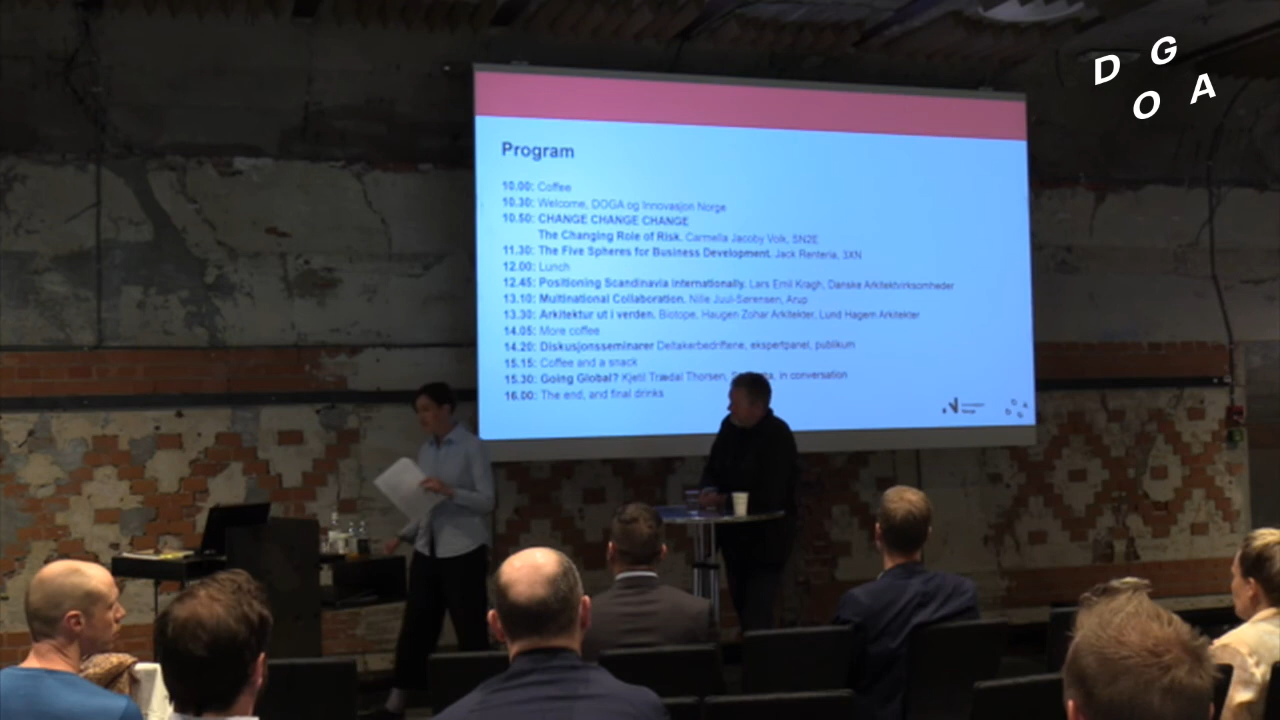 D G
O A
Program
10.00: Coffee
10.30: Welcome, DOGA og Innovasjon Norge
10.50: CHANGE CHANGE CHANGE
The Changing Role of Risk. Carmella Jacoby Volk, SN2E
11.30: The Five Spheres for Business Development. Jack Renteria, 3XN
12.00: Lunch
12.45: Positioning Scandinavia Internationally. Lars Emil Kragh, Danske Arkitektvirksomheder
13.10: Multinational Collaboration. Nille Juul-Sørensen, Arup
13.30: Arkitektur ut i verden. Biotope, Haugen Zohar Arkitekter, Lund Hagem Arkitekter
14.05: More coffee
14.20: Diskusjonsseminarer Deltakerbedriftene, ekspertpanel, publikum
15.15: Coffee and a snack
15.30: Going Global? Kjetil Trædal Thorsen, in conversation
16.00: The end, and final drinks
Innovasjon
Norge
D A
D G